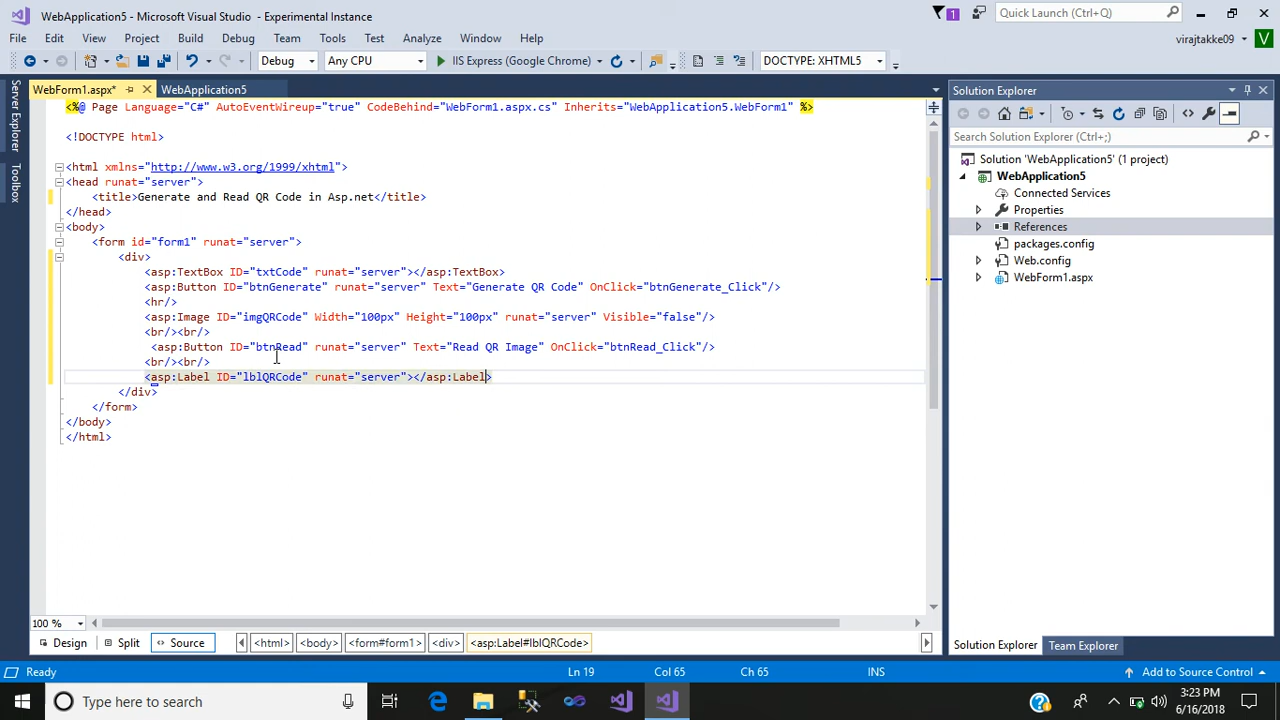 WebApplication5 - Microsoft Visual Studio - Experimental Instance
1
Quick Launch (Ctrl+Q)
File Edit View Project Build Debug Team Tools Test Analyze Window Help
virajtakke09 V
Debug Any CPU IIS Express (Google Chrome) DOCTYPE: XHTML5
Server Explorer
Toolbox
WebForm1.aspx* WebApplication5
<%@ Page Language="C#" AutoEventWireup="true" CodeBehind="WebForm1.aspx.cs" Inherits="WebApplication5.WebForm1" %>
<!DOCTYPE html>
<html xmlns="http://www.w3.org/1999/xhtml">
<head runat="server">
<title>Generate and Read QR Code in Asp.net</title>
</head>
<body>
<form id="form1" runat="server">
<div>
<asp:TextBox ID="txtCode" runat="server"></asp:TextBox>
<asp:Button ID="btnGenerate" runat="server" Text="Generate QR Code" OnClick="btnGenerate_Click"/>
<hr/>
<asp:Image ID="imgQRCode" Width="100px" Height="100px" runat="server" Visible="false"/>
<br/><br/>
<asp:Button ID="btnRead" runat="server" Text="Read QR Image" OnClick="btnRead_Click"/>
<br/><br/>
<asp:Label ID="lblQRCode" runat="server"></asp:Label>
</div>
</form>
</body>
</html>
100 %
Design Split Source <html> <body> <form#form1> <div> <asp:Label#lblQRCode>
Solution Explorer
Search Solution Explorer (Ctrl+;)
Solution 'WebApplication5' (1 project)
WebApplication5
Connected Services
Properties
References
packages.config
Web.config
WebForm1.aspx
Solution Explorer Team Explorer
Ready Ln 19 Col 65 Ch 65 INS Add to Source Control
Type here to search
3:23 PM
6/16/2018